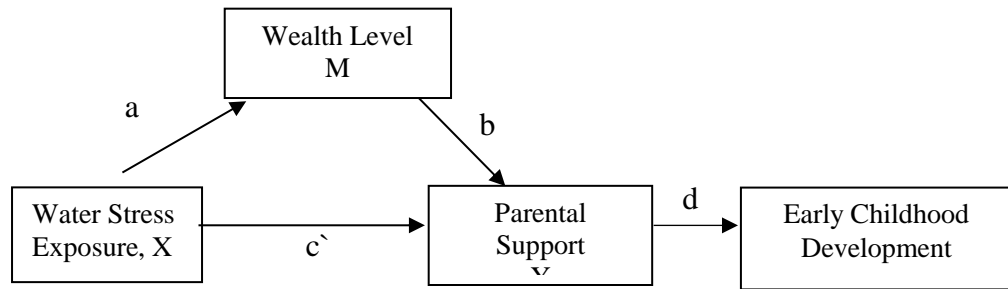 Wealth Level
M
a
b
Water Stress
Exposure, X
c`
Parental
Support
d
Early Childhood
Development